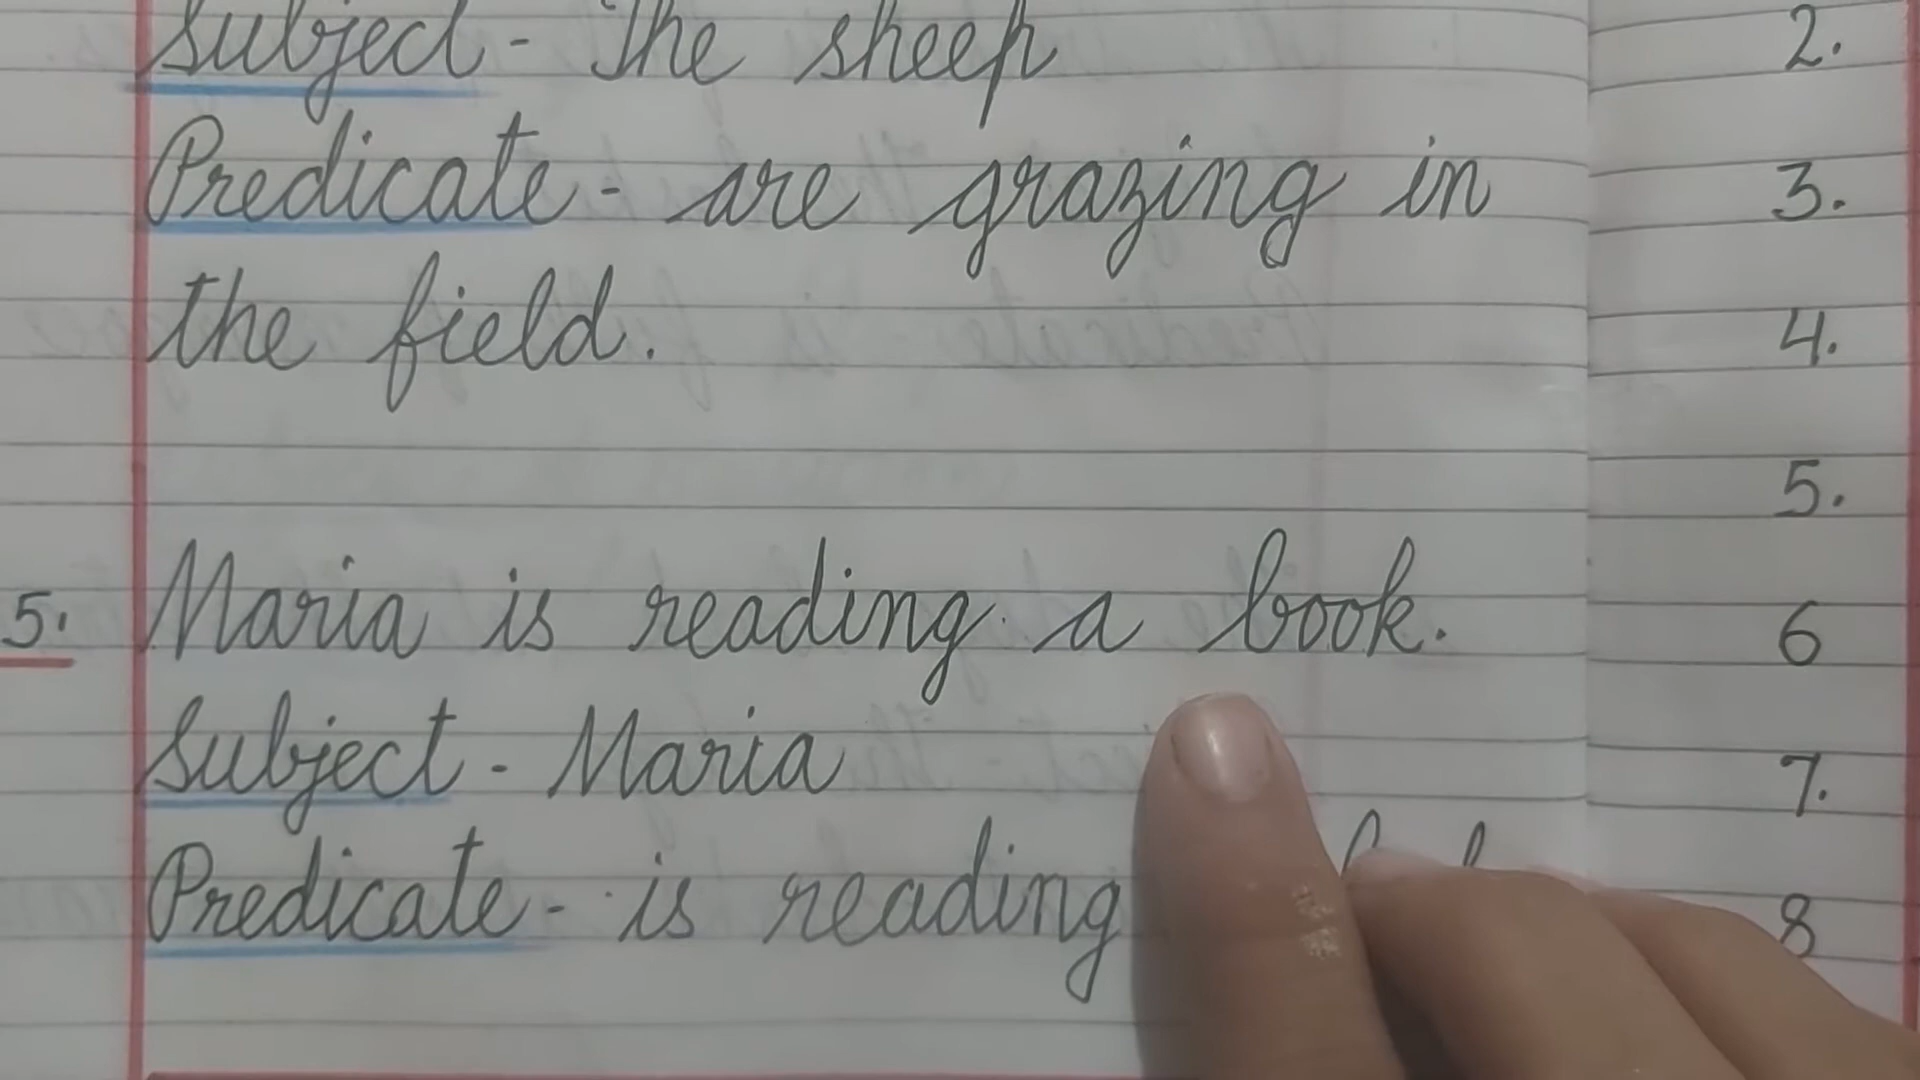 Subject - The sheep
Predicate - are grazing in
the field.
5. Maria is reading a book.
Subject - Maria
Predicate - is reading
2.
3.
4.
5.
6
7.
8